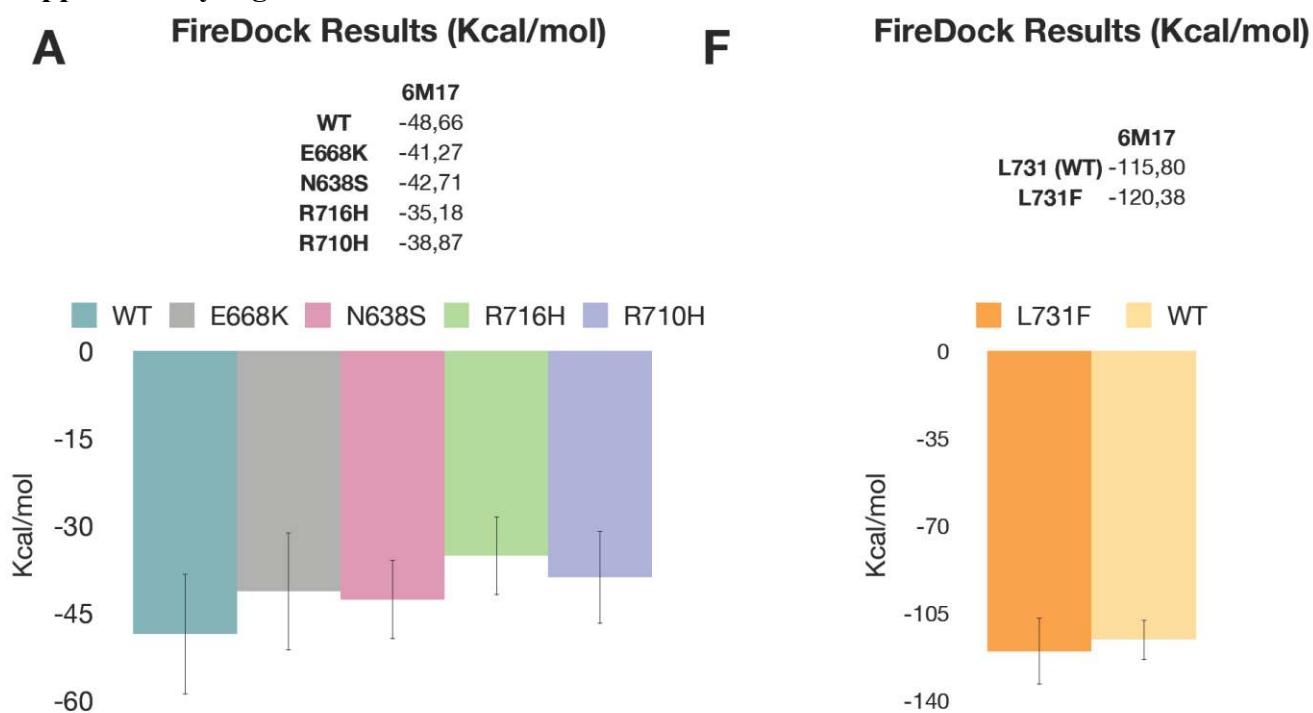 A FireDock Results (Kcal/mol)
6M17
WT -48,66
E668K -41,27
N638S -42,71
R716H -35,18
R710H -38,87
WT E668K N638S R716H R710H
Kcal/mol
0
-15
-30
-45
-60
F FireDock Results (Kcal/mol)
6M17
L731 (WT) -115,80
L731F -120,38
L731F WT
Kcal/mol
0
-35
-70
-105
-140